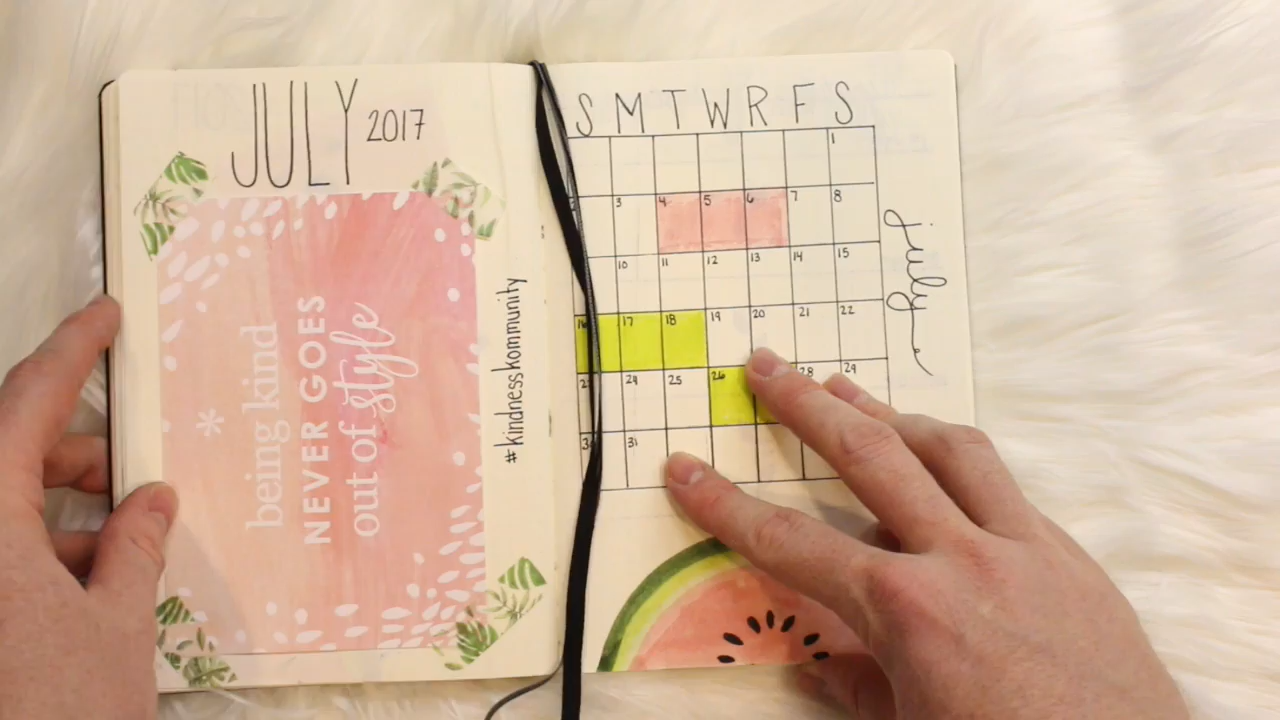 JULY 2017
being kind
NEVER GOES
out of style
#kindnesskommunity
S M T W R F S
1
3 4 5 6 7 8
10 11 12 13 14 15
16 17 18 19 20 21 22
24 25 26 28 29
30 31
july